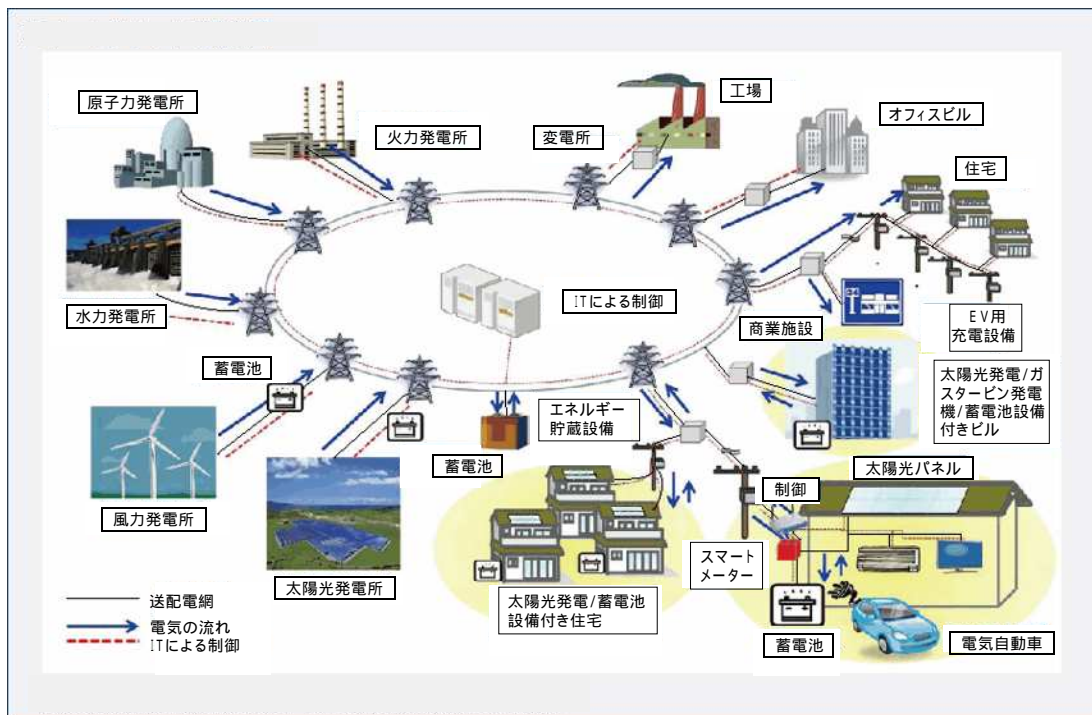 原子力発電所
火力発電所
変電所
工場
オフィスビル
住宅
水力発電所
ITによる制御
商業施設
EV用
充電設備
蓄電池
エネルギー
貯蔵設備
太陽光発電/ガ
スタービン発電
機/蓄電池設備
付きビル
風力発電所
蓄電池
太陽光パネル
制御
スマート
メーター
太陽光発電所
太陽光発電/蓄電池
設備付き住宅
蓄電池
電気自動車
送配電網
電気の流れ
ITによる制御